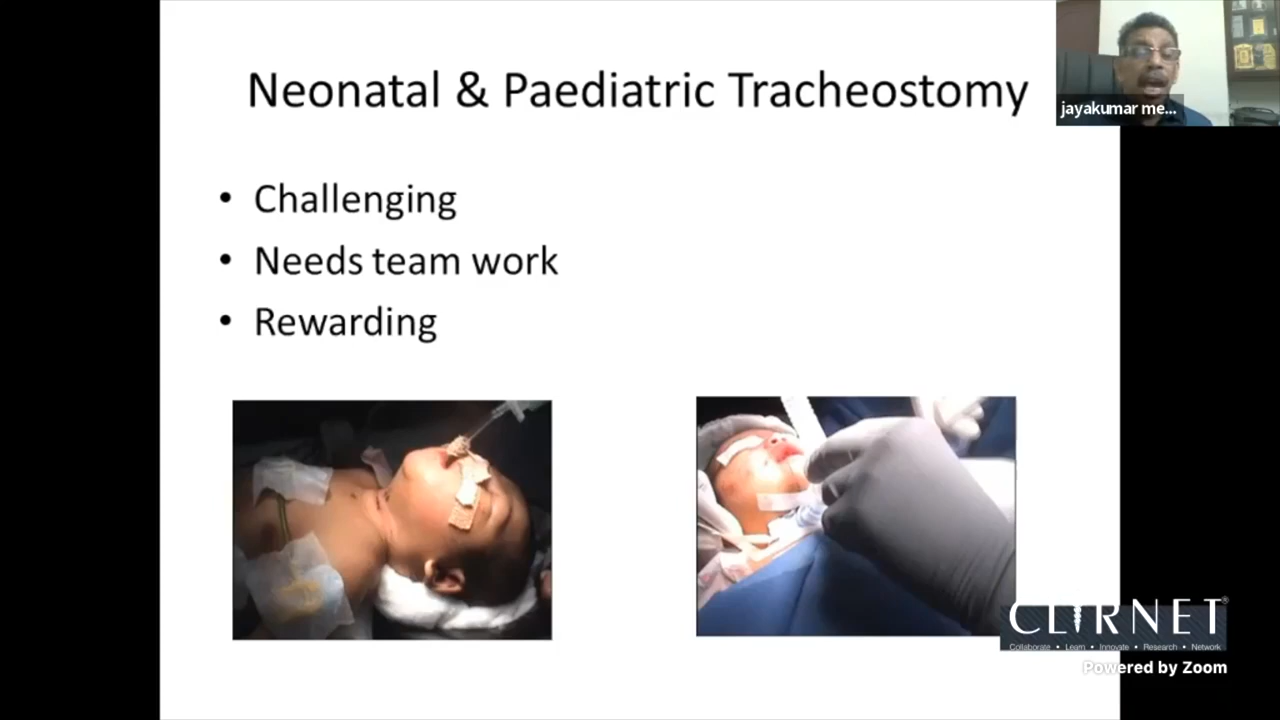 Neonatal & Paediatric Tracheostomy
jayakumar me...
• Challenging
• Needs team work
• Rewarding
CLIRNET®
Collaborate • Learn • Innovate • Research • Network
Powered by Zoom